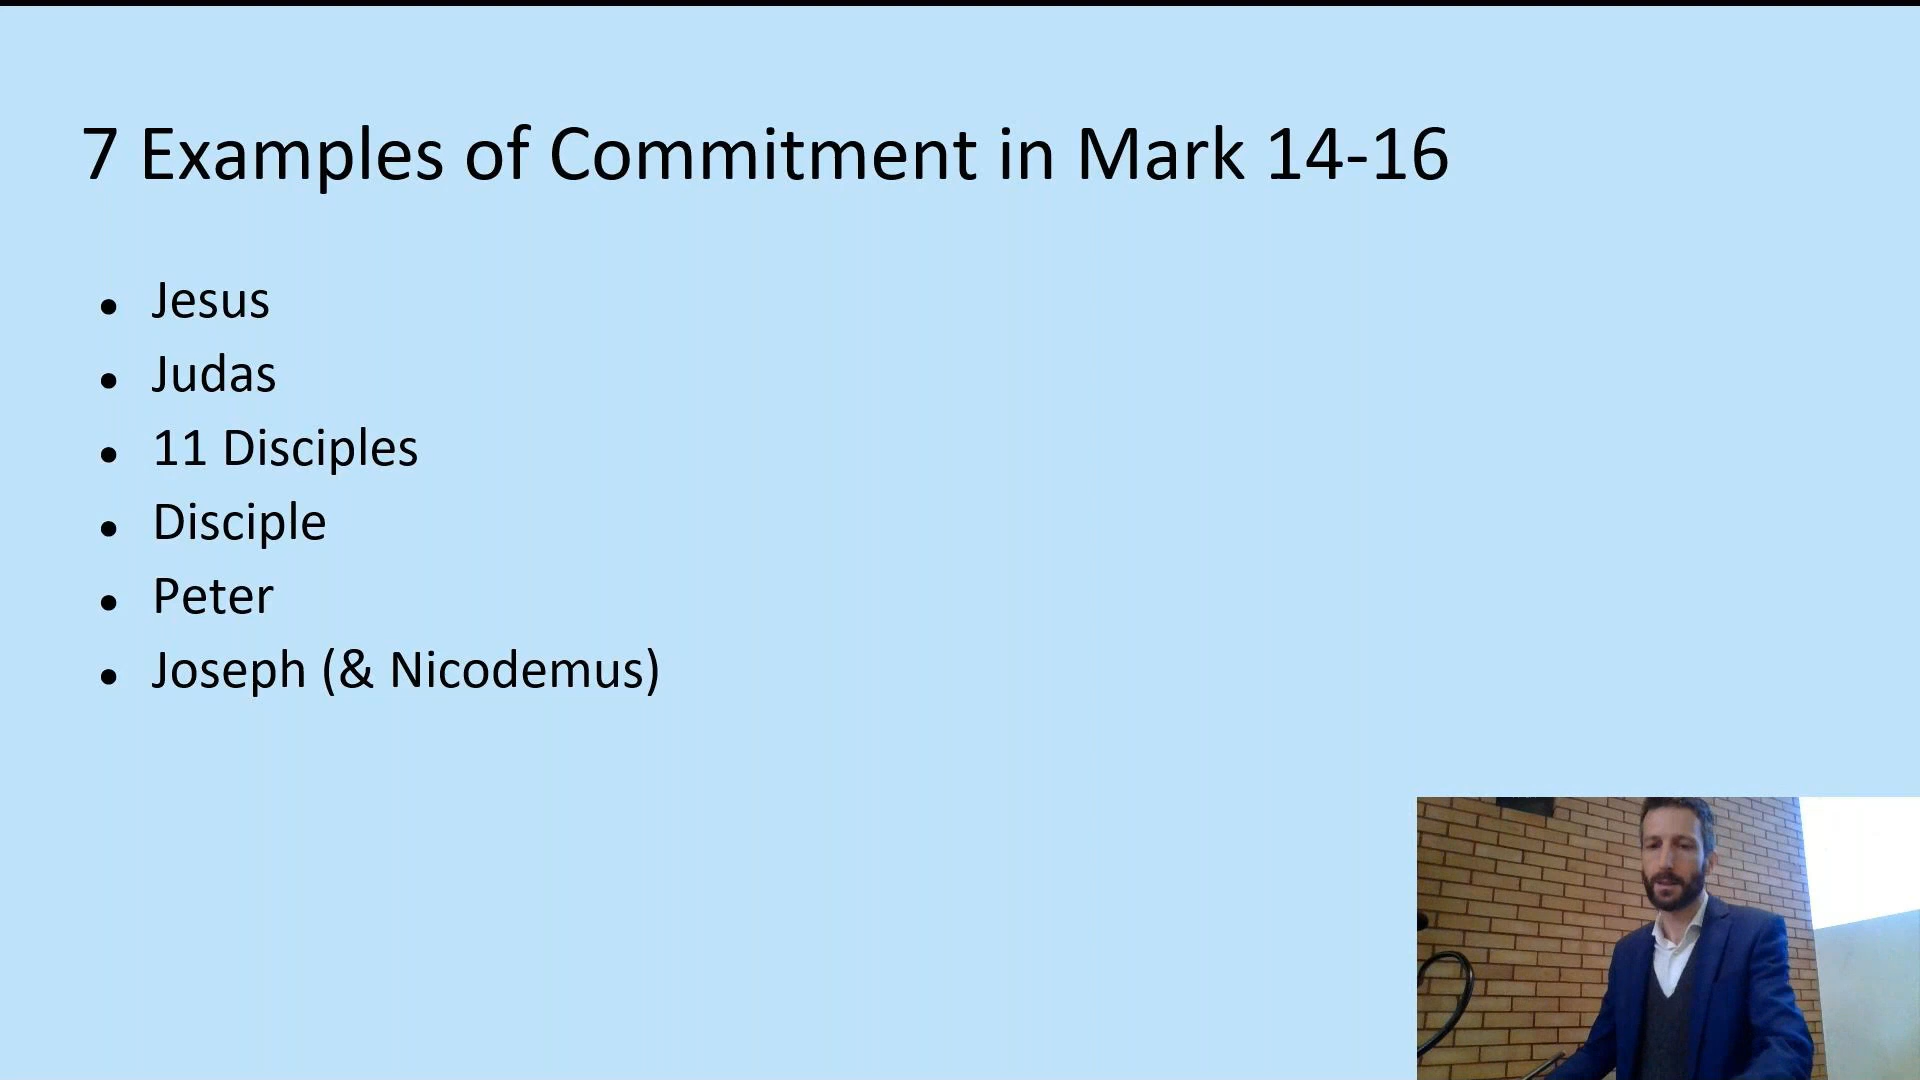 7 Examples of Commitment in Mark 14-16
• Jesus
• Judas
• 11 Disciples
• Disciple
• Peter
• Joseph (& Nicodemus)